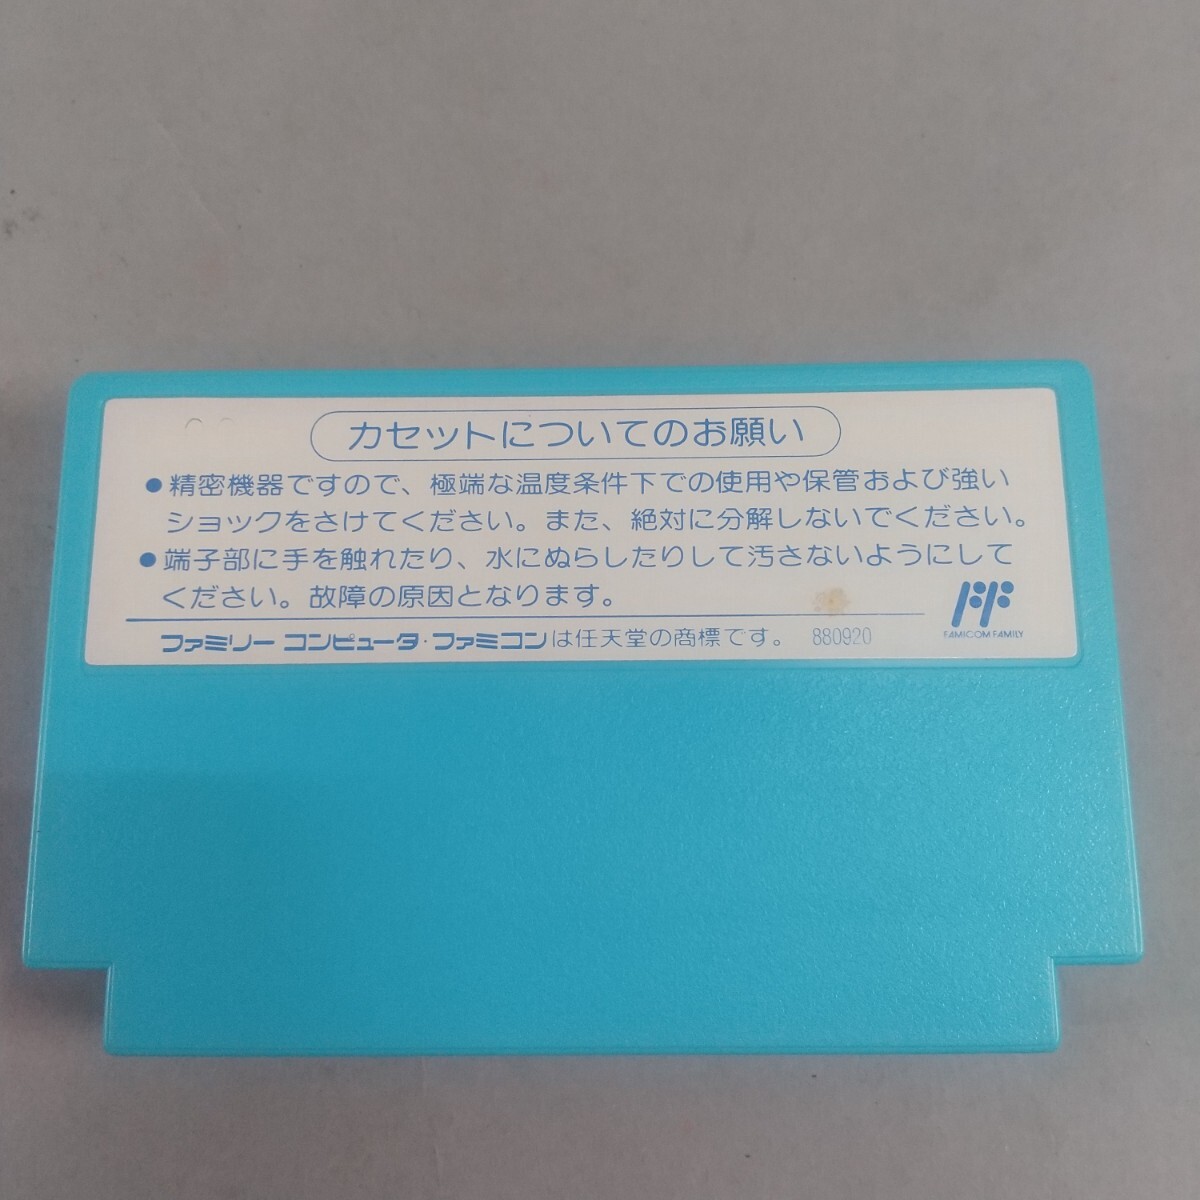 カセットについてのお願い
●精密機器ですので、極端な温度条件下での使用や保管および強い
ショックをさけてください。また、絶対に分解しないでください。
●端子部に手を触れたり、水にぬらしたりして汚さないようにして
ください。故障の原因となります。
FF
FAMICOM FAMILY
ファミリー コンピュータ・ファミコンは任天堂の商標です。 880920